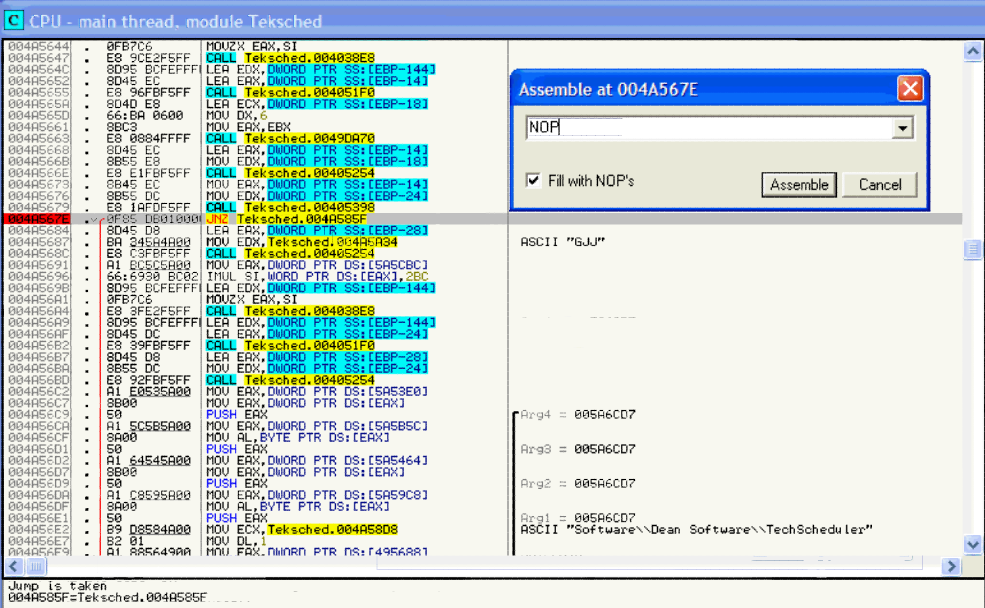 C CPU - main thread, module Teksched
004A5644 . 0FB7C6 MOVZX EAX,SI
004A5647 . E8 9CE2F5FF CALL Teksched.004038E8
004A564C . 8D95 BCFEFFFF LEA EDX,DWORD PTR SS:[EBP-144]
004A5652 . 8D45 EC LEA EAX,DWORD PTR SS:[EBP-14]
004A5655 . E8 96FBF5FF CALL Teksched.004051F0
004A565A . 8D4D E8 LEA ECX,DWORD PTR SS:[EBP-18]
004A565D . 66:BA 0600 MOV DX,6
004A5661 . 8BC3 MOV EAX,EBX
004A5663 . E8 0884FFFF CALL Teksched.0049DA70
004A5668 . 8D45 EC LEA EAX,DWORD PTR SS:[EBP-14]
004A566B . 8B55 E8 MOV EDX,DWORD PTR SS:[EBP-18]
004A566E . E8 E1FBF5FF CALL Teksched.00405254
004A5673 . 8B45 EC MOV EAX,DWORD PTR SS:[EBP-14]
004A5676 . 8B55 DC MOV EDX,DWORD PTR SS:[EBP-24]
004A5679 . E8 1AFDF5FF CALL Teksched.00405398
004A567E . 0F85 DB010000 JNZ Teksched.004A585F
004A5684 . 8D45 D8 LEA EAX,DWORD PTR SS:[EBP-28]
004A5687 . BA 345A4A00 MOV EDX,Teksched.004A5A34 ASCII "GJJ"
004A568C . E8 C3FBF5FF CALL Teksched.00405254
004A5691 . A1 BC5C5A00 MOV EAX,DWORD PTR DS:[5A5CBC]
004A5696 . 66:6930 BC02 IMUL SI,WORD PTR DS:[EAX],2BC
004A569B . 8D95 BCFEFFFF LEA EDX,DWORD PTR SS:[EBP-144]
004A56A1 . 0FB7C6 MOVZX EAX,SI
004A56A4 . E8 3FE2F5FF CALL Teksched.004038E8
004A56A9 . 8D95 BCFEFFFF LEA EDX,DWORD PTR SS:[EBP-144]
004A56AF . 8D45 DC LEA EAX,DWORD PTR SS:[EBP-24]
004A56B2 . E8 39FBF5FF CALL Teksched.004051F0
004A56B7 . 8D45 D8 LEA EAX,DWORD PTR SS:[EBP-28]
004A56BA . 8B55 DC MOV EDX,DWORD PTR SS:[EBP-24]
004A56BD . E8 92FBF5FF CALL Teksched.00405254
004A56C2 . A1 E0535A00 MOV EAX,DWORD PTR DS:[5A53E0]
004A56C7 . 8B00 MOV EAX,DWORD PTR DS:[EAX]
004A56C9 . 50 PUSH EAX Arg4 = 005A6CD7
004A56CA . A1 5C5B5A00 MOV EAX,DWORD PTR DS:[5A5B5C]
004A56CF . 8A00 MOV AL,BYTE PTR DS:[EAX]
004A56D1 . 50 PUSH EAX Arg3 = 005A6CD7
004A56D2 . A1 64545A00 MOV EAX,DWORD PTR DS:[5A5464]
004A56D7 . 8B00 MOV EAX,DWORD PTR DS:[EAX]
004A56D9 . 50 PUSH EAX Arg2 = 005A6CD7
004A56DA . A1 C8595A00 MOV EAX,DWORD PTR DS:[5A59C8]
004A56DF . 8A00 MOV AL,BYTE PTR DS:[EAX]
004A56E1 . 50 PUSH EAX Arg1 = 005A6CD7
004A56E2 . B9 D8584A00 MOV ECX,Teksched.004A58D8 ASCII "Software\\Dean Software\\TechScheduler"
004A56E7 . B2 01 MOV DL,1
004A56E9 . A1 88564900 MOV EAX,DWORD PTR DS:[495688]
Assemble at 004A567E
NOP
Fill with NOP's
Assemble Cancel
Jump is taken
004A585F=Teksched.004A585F